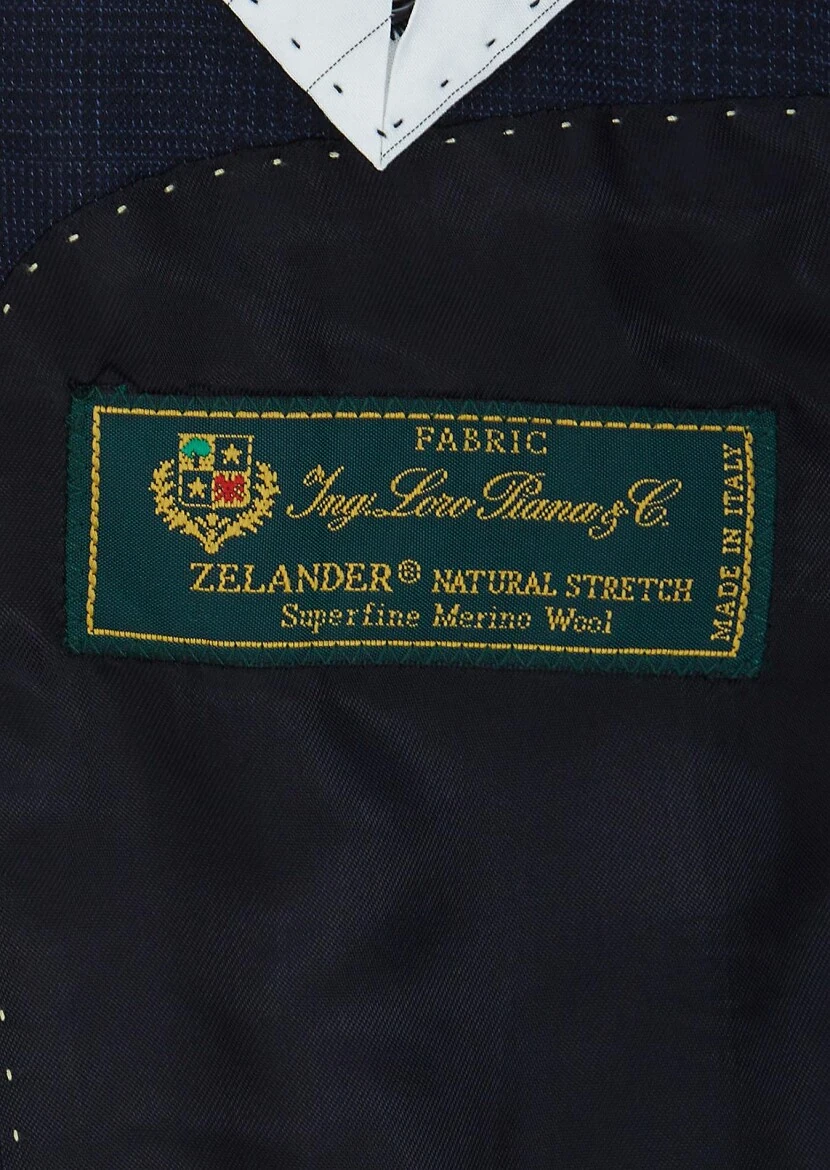 FABRIC
Ing. Loro Piana & C.
ZELANDER® NATURAL STRETCH
Superfine Merino Wool
MADE IN ITALY